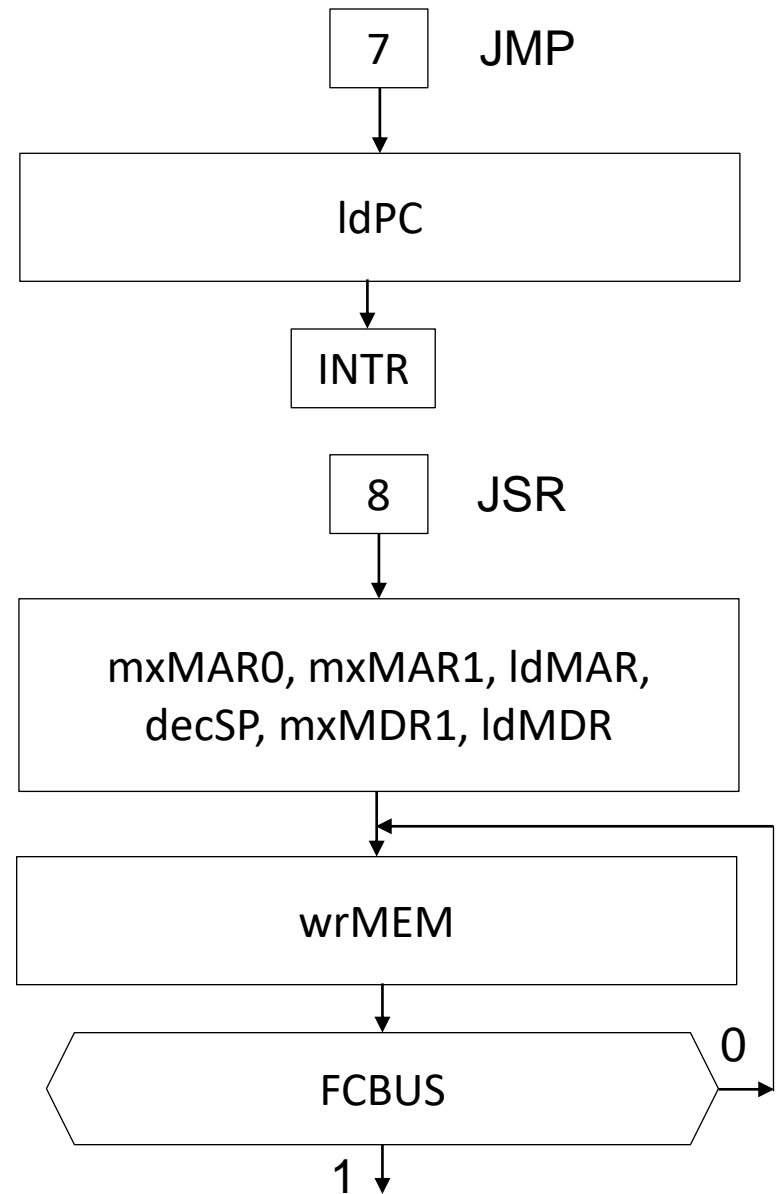 7 JMP
ldPC
INTR
8 JSR
mxMAR0, mxMAR1, ldMAR,
decSP, mxMDR1, ldMDR
wrMEM
0
FCBUS
1